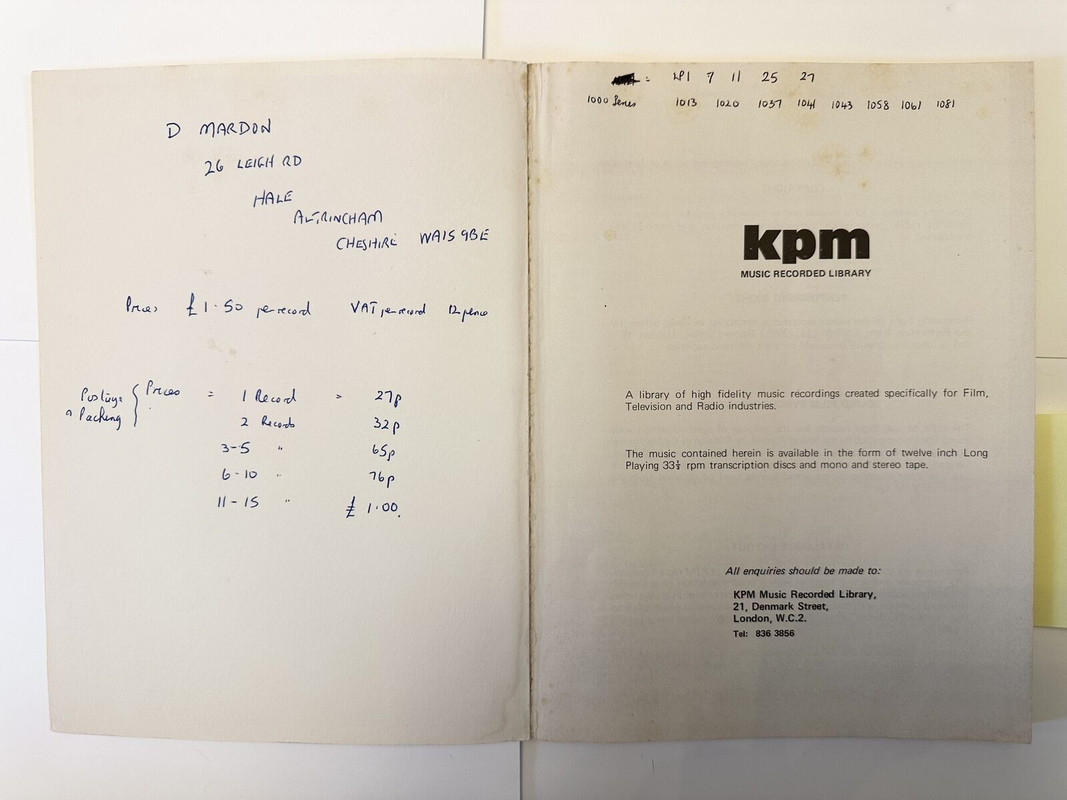 D MARDON
26 LEIGH RD
HALE
ALTRINCHAM
CHESHIRE WA15 9BE
Prices £1·50 per record VAT per record 12 pence
Postage & Packing { Prices = 1 Record = 27p
2 Records 32p
3-5 " 65p
6-10 " 76p
11-15 " £1·00.
: LP1 7 11 25 27
1000 Series 1013 1020 1037 1041 1043 1058 1061 1081
kpm
MUSIC RECORDED LIBRARY
A library of high fidelity music recordings created specifically for Film,
Television and Radio industries.
The music contained herein is available in the form of twelve inch Long
Playing 33⅓ rpm transcription discs and mono and stereo tape.
All enquiries should be made to:
KPM Music Recorded Library,
21, Denmark Street,
London, W.C.2.
Tel: 836 3856